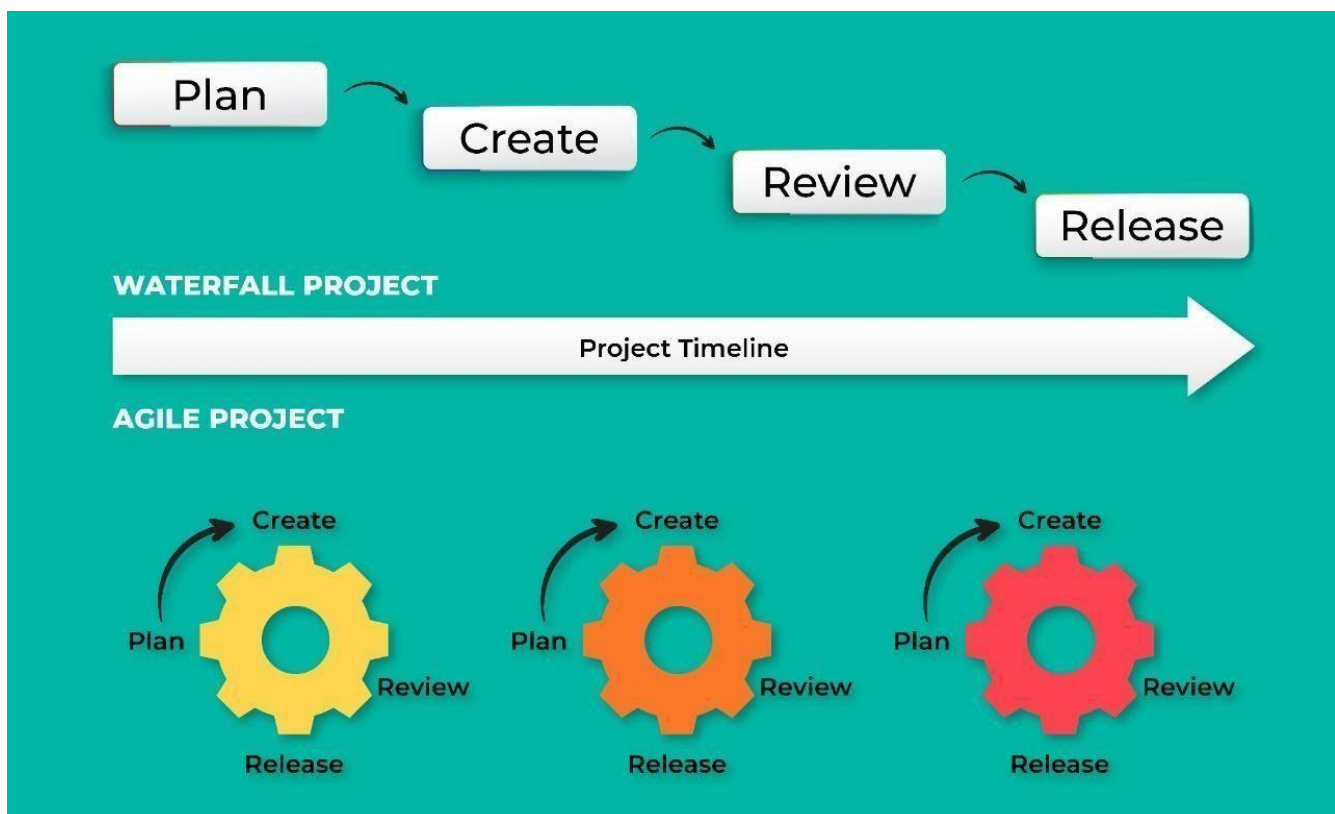 Plan
Create
Review
Release
WATERFALL PROJECT
Project Timeline
AGILE PROJECT
Create
Plan
Review
Release
Create
Plan
Review
Release
Create
Plan
Review
Release